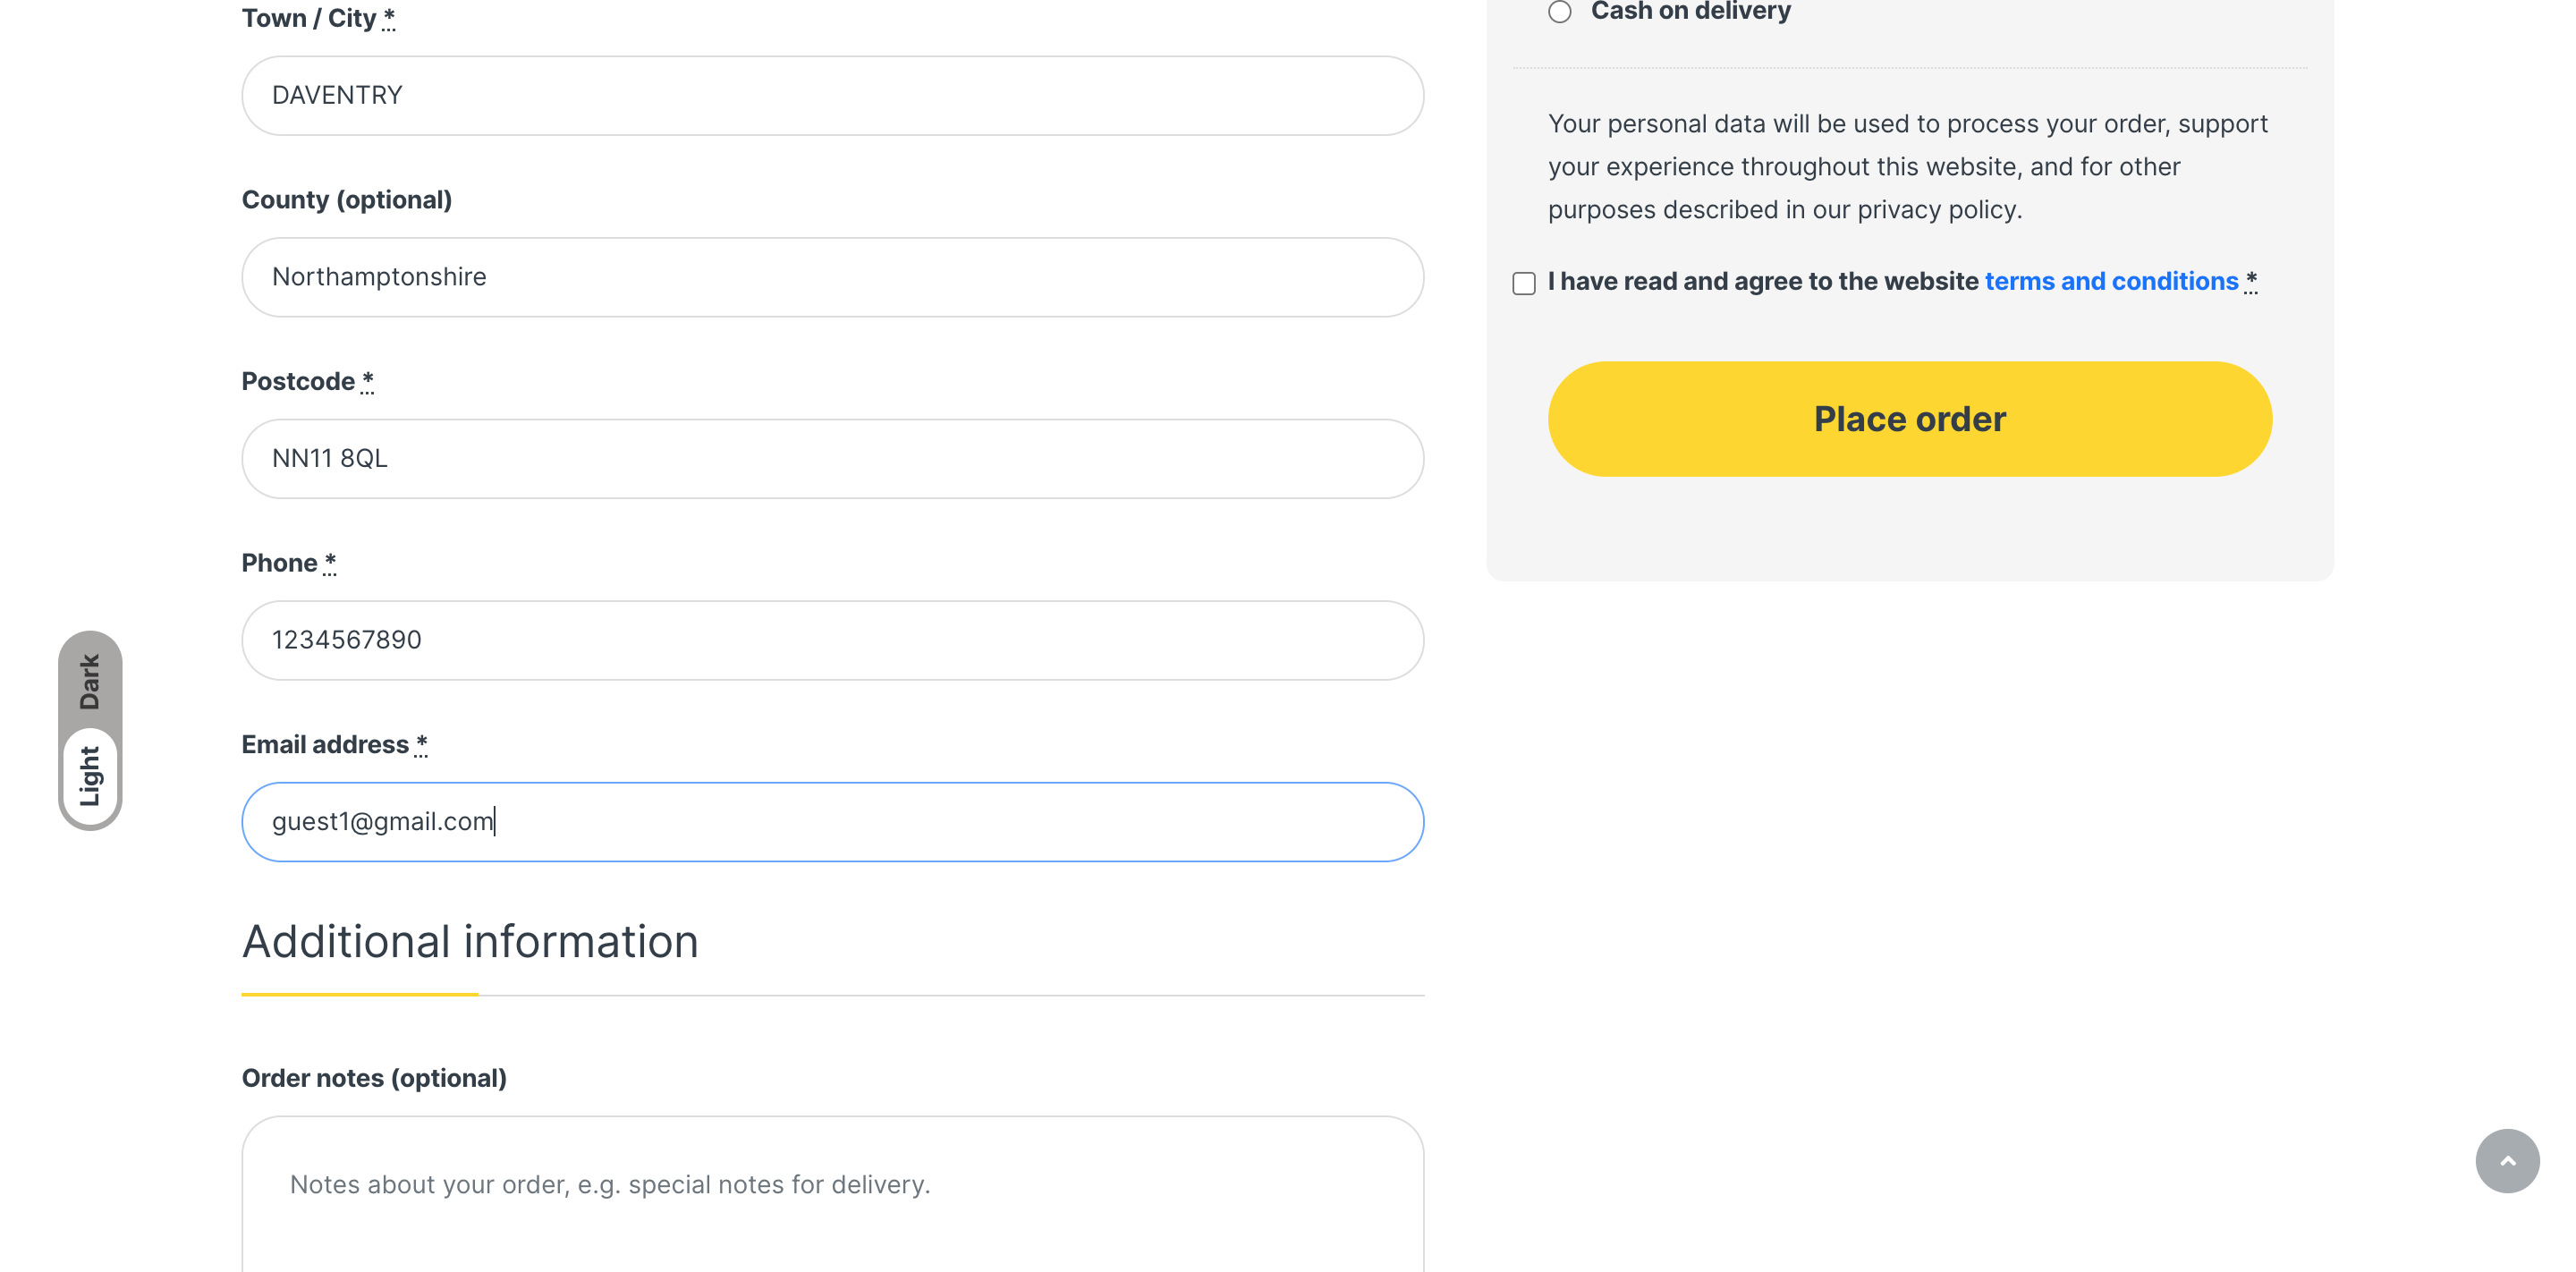 Town / City *
DAVENTRY
County (optional)
Northamptonshire
Postcode *
NN11 8QL
Phone *
1234567890
Email address *
guest1@gmail.com
Additional information
Order notes (optional)
Notes about your order, e.g. special notes for delivery.
Cash on delivery
Your personal data will be used to process your order, support
your experience throughout this website, and for other
purposes described in our privacy policy.
I have read and agree to the website terms and conditions *
Place order
Dark
Light